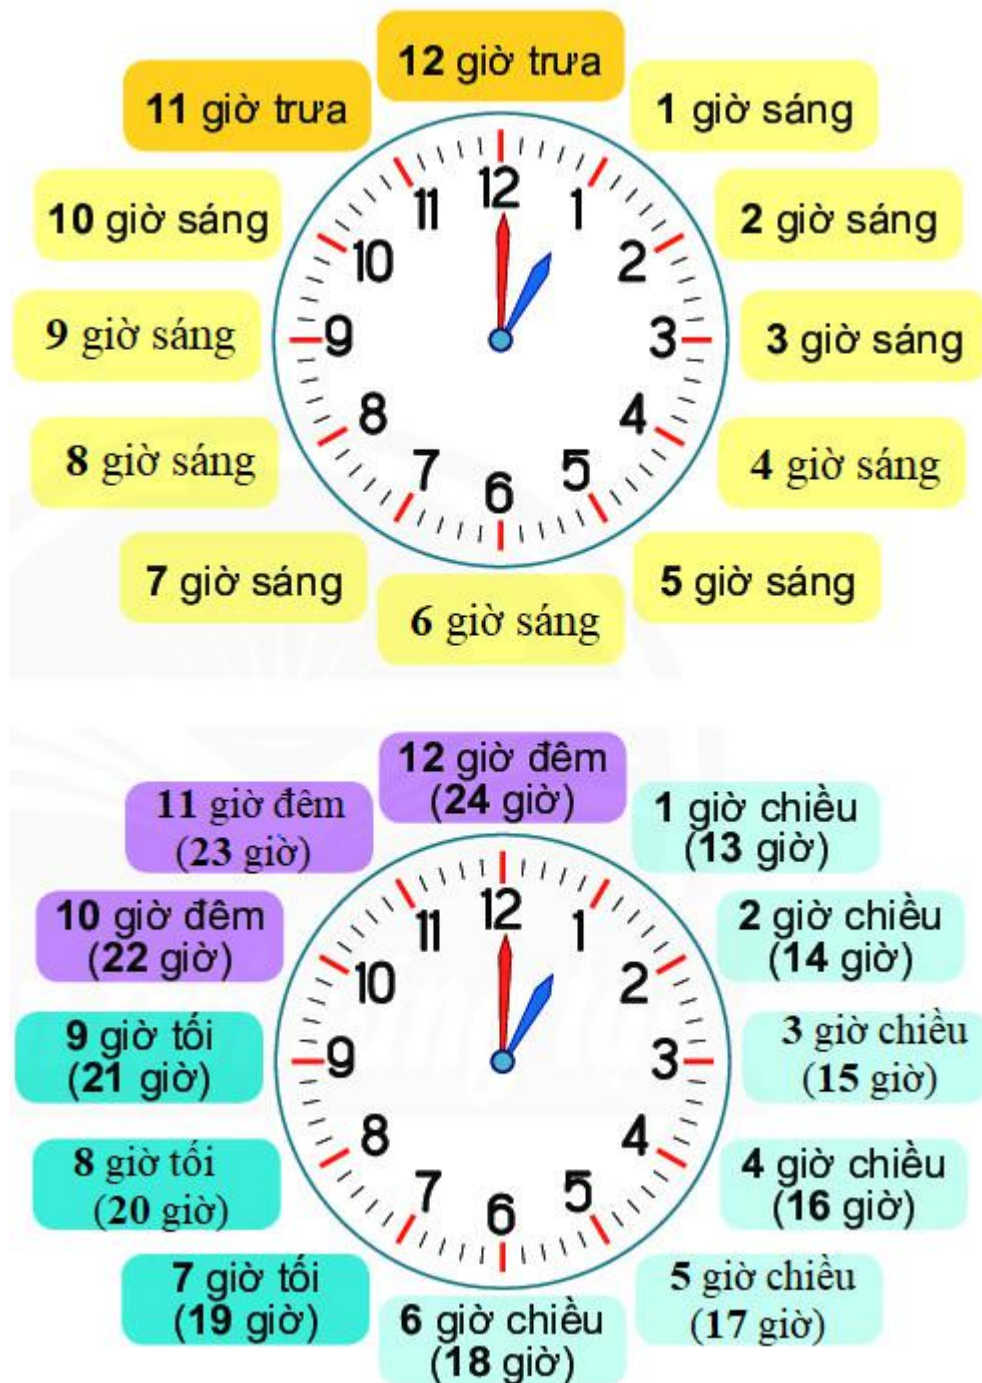 12 giờ trưa
11 giờ trưa
1 giờ sáng
10 giờ sáng
2 giờ sáng
9 giờ sáng
3 giờ sáng
8 giờ sáng
4 giờ sáng
7 giờ sáng
5 giờ sáng
6 giờ sáng
12
1
2
3
4
5
6
7
8
9
10
11
12 giờ đêm
(24 giờ)
11 giờ đêm
(23 giờ)
1 giờ chiều
(13 giờ)
10 giờ đêm
(22 giờ)
2 giờ chiều
(14 giờ)
9 giờ tối
(21 giờ)
3 giờ chiều
(15 giờ)
8 giờ tối
(20 giờ)
4 giờ chiều
(16 giờ)
7 giờ tối
(19 giờ)
5 giờ chiều
(17 giờ)
6 giờ chiều
(18 giờ)
12
1
2
3
4
5
6
7
8
9
10
11